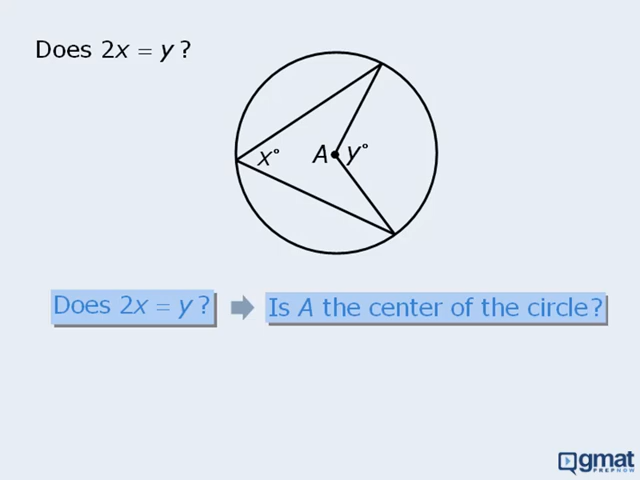 Does 2x = y ?
x°
A
y°
Does 2x = y ?
Is A the center of the circle?
gmat
PREPNOW